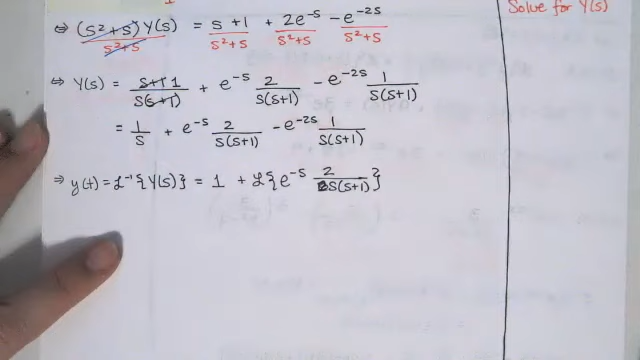 Solve for Y(s)
⇔ (s²+s) Y(s) / s²+s = s+1 / s²+s + 2e^-s / s²+s - e^-2s / s²+s
⇔ Y(s) = s+1 1 / s(s+1) + e^-s 2 / s(s+1) - e^-2s 1 / s(s+1)
= 1/s + e^-s 2 / s(s+1) - e^-2s 1 / s(s+1)
⇒ y(t) = ℒ^-1 {Y(s)} = 1 + ℒ{e^-s 2 / s(s+1)}